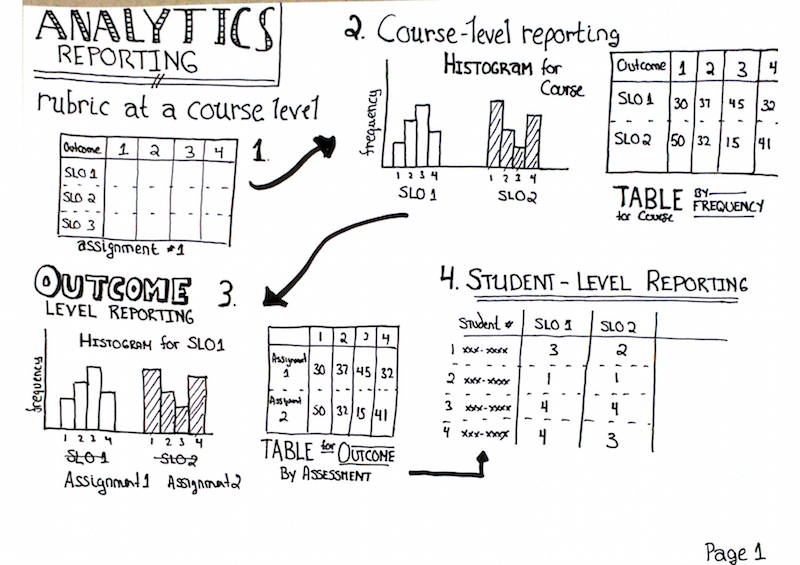 ANALYTICS
REPORTING
rubric at a course level
1.
Outcome 1 2 3 4
SLO 1
SLO 2
SLO 3
assignment #1
2. Course-level reporting
HISTOGRAM for
Course
frequency
1 2 3 4 1 2 3 4
SLO 1 SLO2
Outcome 1 2 3 4
SLO 1 30 37 45 32
SLO 2 50 32 15 41
TABLE BY
for Course FREQUENCY
OUTCOME 3.
LEVEL REPORTING
HISTOGRAM for SLO1
frequency
1 2 3 4 1 2 3 4
SLO 1 SLO 2
Assignment 1 Assignment 2
1 2 3 4
Assignment
1 30 37 45 32
Assignment
2 50 32 15 41
TABLE for OUTCOME
By ASSESSMENT
4. STUDENT-LEVEL REPORTING
Student # SLO 1 SLO 2
1 xxx-xxxx 3 2
2 xxx-xxxx 1 1
3 xxx-xxxx 4 4
4 xxx-xxxx 4 3
Page 1